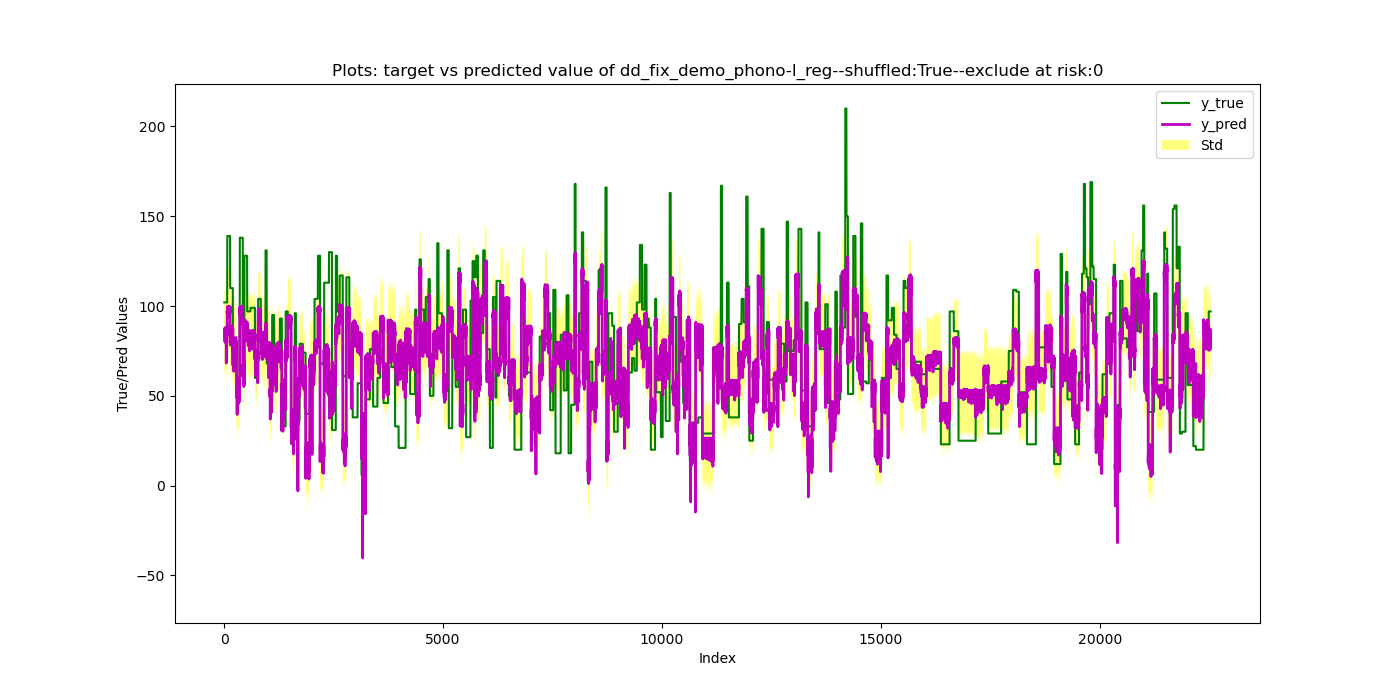 Plots: target vs predicted value of dd_fix_demo_phono-l_reg--shuffled:True--exclude at risk:0
y_true
y_pred
Std
200
150
100
50
0
−50
True/Pred Values
0
5000
10000
15000
20000
Index